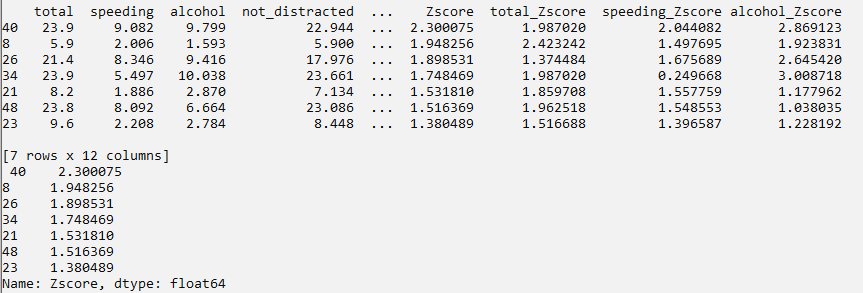 total speeding alcohol not_distracted ... Zscore total_Zscore speeding_Zscore alcohol_Zscore
40 23.9 9.082 9.799 22.944 ... 2.300075 1.987020 2.044082 2.869123
8 5.9 2.006 1.593 5.900 ... 1.948256 2.423242 1.497695 1.923831
26 21.4 8.346 9.416 17.976 ... 1.898531 1.374484 1.675689 2.645420
34 23.9 5.497 10.038 23.661 ... 1.748469 1.987020 0.249668 3.008718
21 8.2 1.886 2.870 7.134 ... 1.531810 1.859708 1.557759 1.177962
48 23.8 8.092 6.664 23.086 ... 1.516369 1.962518 1.548553 1.038035
23 9.6 2.208 2.784 8.448 ... 1.380489 1.516688 1.396587 1.228192
[7 rows x 12 columns]
40 2.300075
8 1.948256
26 1.898531
34 1.748469
21 1.531810
48 1.516369
23 1.380489
Name: Zscore, dtype: float64